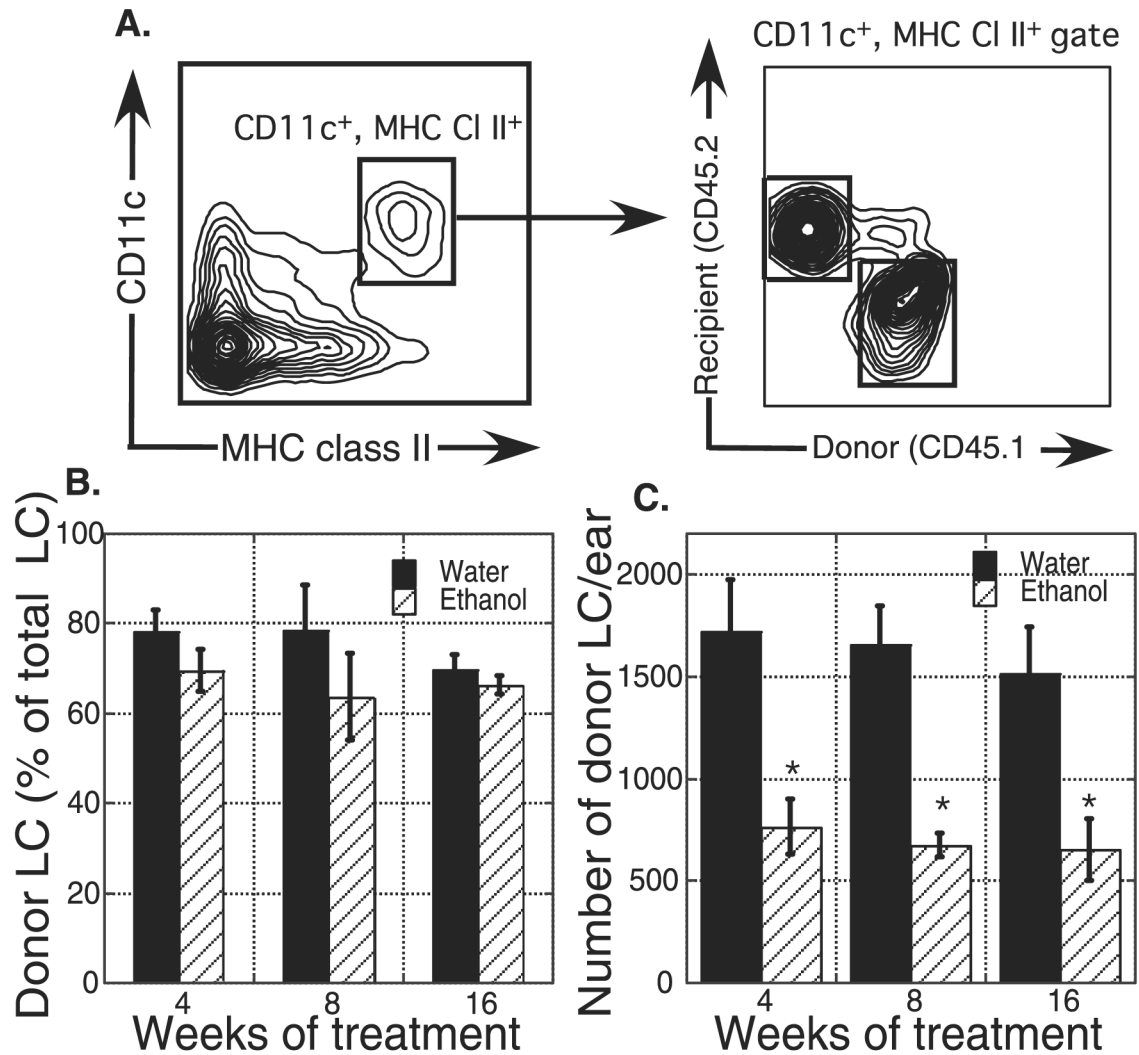 A.
CD11c⁺, MHC Cl II⁺ gate
CD11c⁺, MHC Cl II⁺
CD11c
Recipient (CD45.2
MHC class II
Donor (CD45.1
B.
Donor LC (% of total LC)
100
80
60
40
20
0
Water
Ethanol
4 8 16
Weeks of treatment
C.
Number of donor LC/ear
2000
1500
1000
500
0
Water
Ethanol
*
*
*
4 8 16
Weeks of treatment